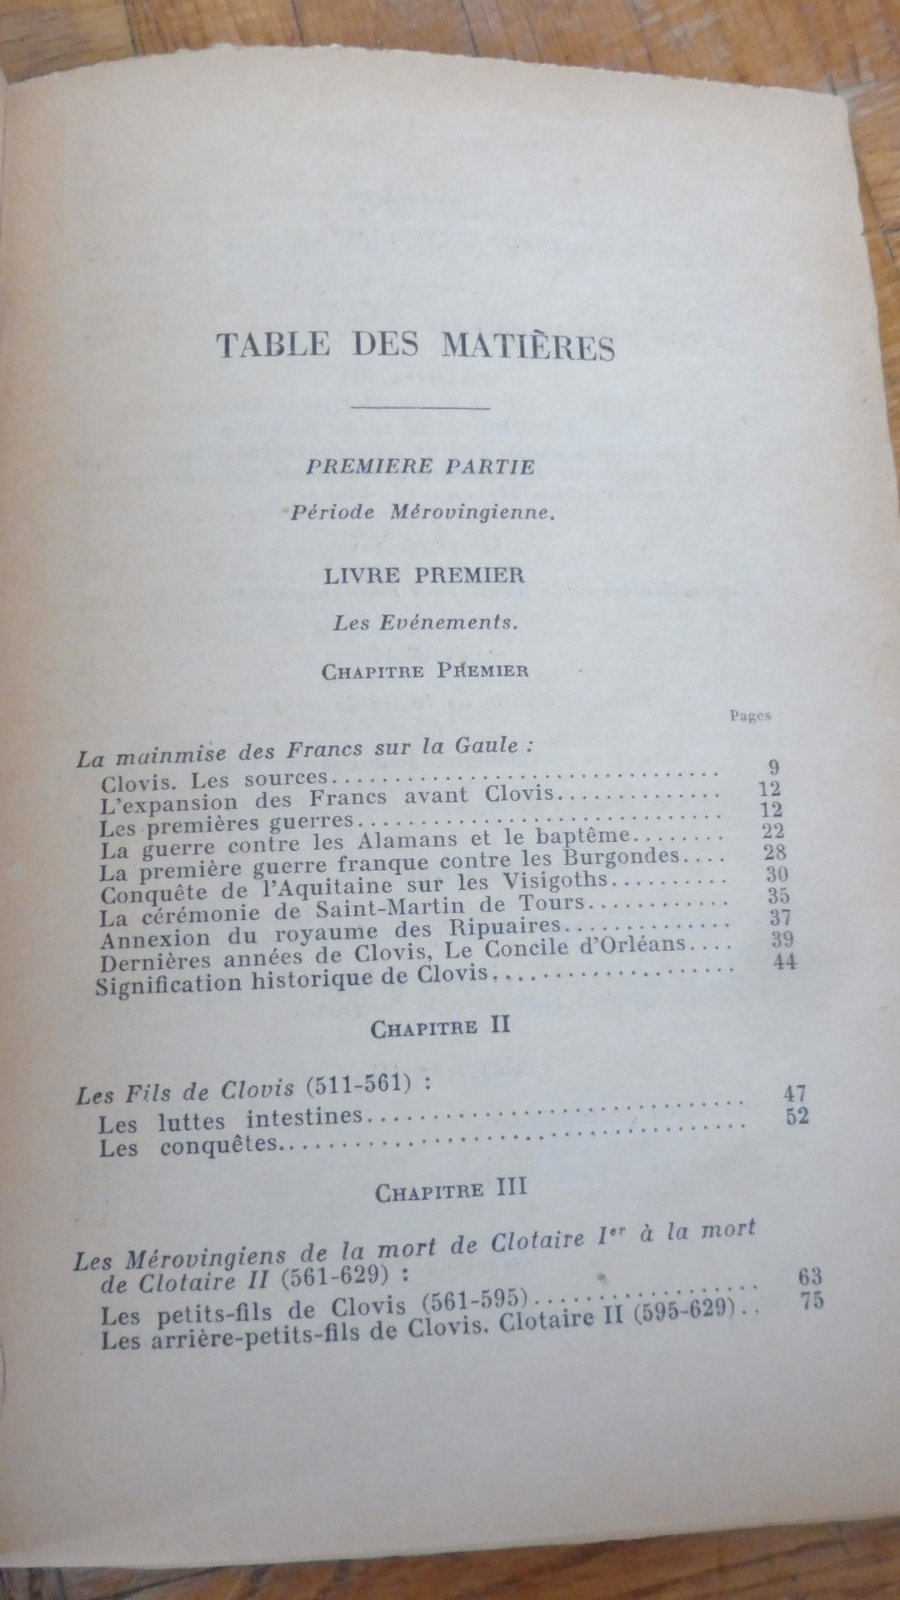 TABLE DES MATIÈRES
PREMIERE PARTIE
Période Mérovingienne.
LIVRE PREMIER
Les Evénements.
CHAPITRE PREMIER
Pages
La mainmise des Francs sur la Gaule :
Clovis. Les sources................................ 9
L'expansion des Francs avant Clovis.............. 12
Les premières guerres.............................. 12
La guerre contre les Alamans et le baptême........ 22
La première guerre franque contre les Burgondes.... 28
Conquête de l'Aquitaine sur les Visigoths.......... 30
La cérémonie de Saint-Martin de Tours............ 35
Annexion du royaume des Ripuaires.............. 37
Dernières années de Clovis, Le Concile d'Orléans.... 39
Signification historique de Clovis..................... 44
CHAPITRE II
Les Fils de Clovis (511-561) :
Les luttes intestines.............................. 47
Les conquêtes.................................... 52
CHAPITRE III
Les Mérovingiens de la mort de Clotaire Ier à la mort
de Clotaire II (561-629) :
Les petits-fils de Clovis (561-595).................. 63
Les arrière-petits-fils de Clovis. Clotaire II (595-629).. 75